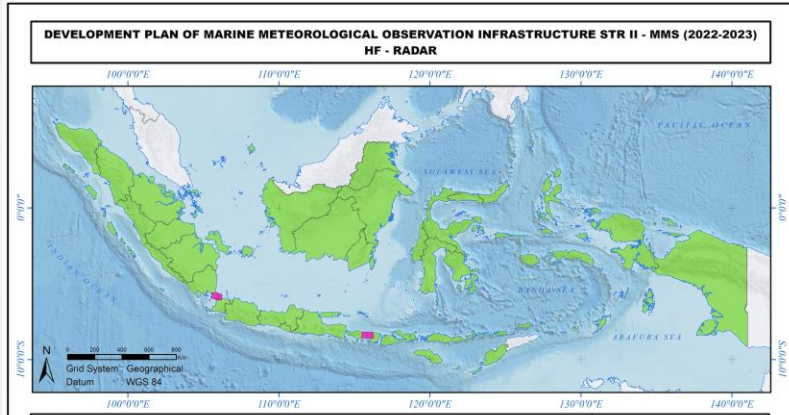 DEVELOPMENT PLAN OF MARINE METEOROLOGICAL OBSERVATION INFRASTRUCTURE STR II - MMS (2022-2023)
HF - RADAR
100°0'0"E 110°0'0"E 120°0'0"E 130°0'0"E 140°0'0"E
PACIFIC OCEAN
SULAWESI SEA
0°0'0"
0°0'0"
INDIAN OCEAN
BANDA SEA
ARAFURA SEA
N
0 200 400 600 800
Km
Grid System : Geographical
Datum : WGS 84
10°0'0"S
10°0'0"S
100°0'0"E 110°0'0"E 120°0'0"E 130°0'0"E 140°0'0"E